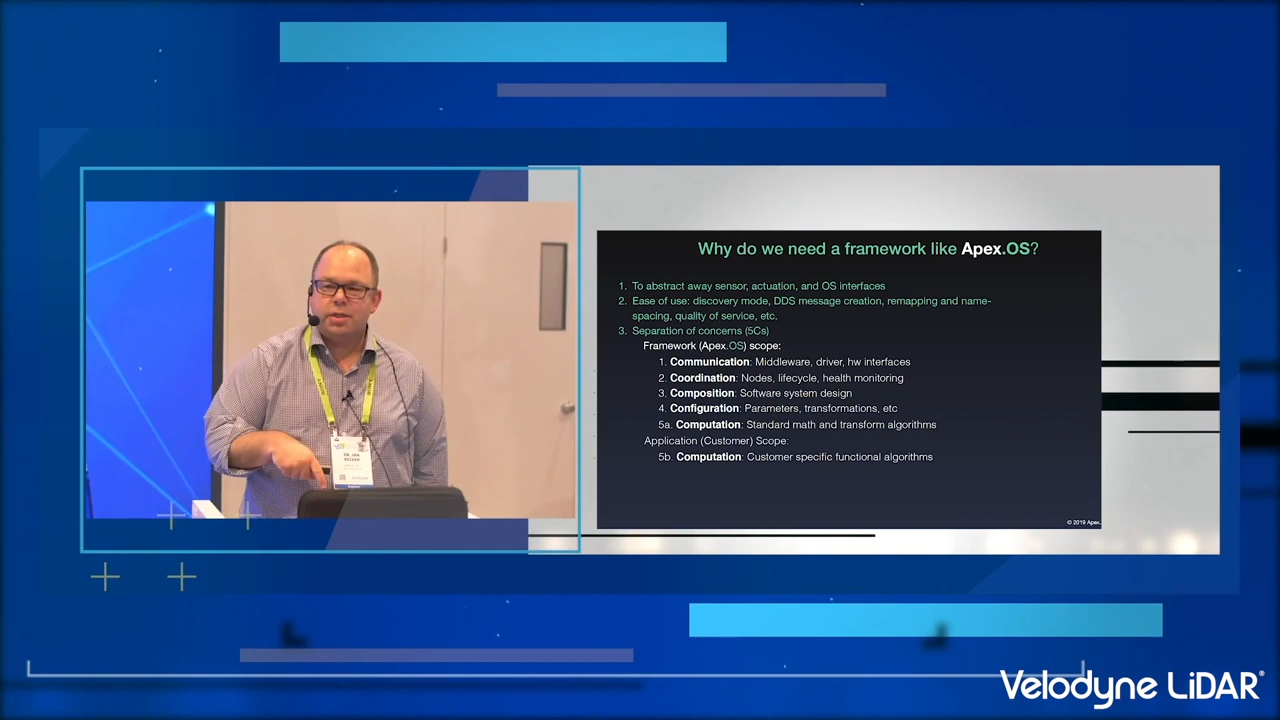 Why do we need a framework like Apex.OS?
1. To abstract away sensor, actuation, and OS interfaces
2. Ease of use: discovery mode, DDS message creation, remapping and name-
spacing, quality of service, etc.
3. Separation of concerns (5Cs)
Framework (Apex.OS) scope:
1. Communication: Middleware, driver, hw interfaces
2. Coordination: Nodes, lifecycle, health monitoring
3. Composition: Software system design
4. Configuration: Parameters, transformations, etc
5a. Computation: Standard math and transform algorithms
Application (Customer) Scope:
5b. Computation: Customer specific functional algorithms
© 2019 Apex.
DR. JAN
BECKER
Velodyne LiDAR®